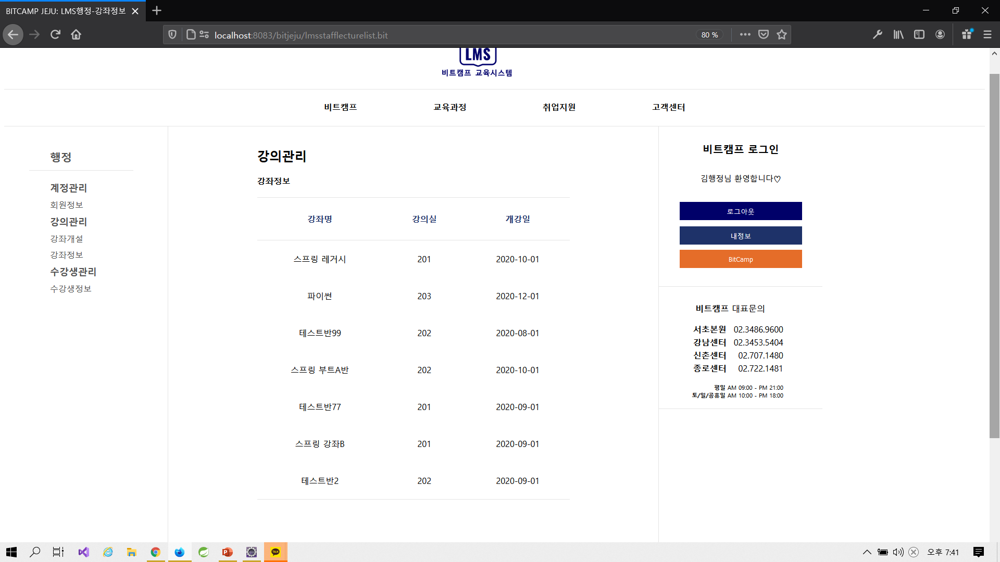 BITCAMP JEJU: LMS행정-강좌정보
localhost:8083/bitjeju/lmsstafflecturelist.bit
80 %
LMS
비트캠프 교육시스템
비트캠프 교육과정 취업지원 고객센터
행정
계정관리
회원정보
강의관리
강좌개설
강좌정보
수강생관리
수강생정보
강의관리
강좌정보
강좌명 강의실 개강일
스프링 레거시 201 2020-10-01
파이썬 203 2020-12-01
테스트반99 202 2020-08-01
스프링 부트A반 202 2020-10-01
테스트반77 201 2020-09-01
스프링 강좌B 201 2020-09-01
테스트반2 202 2020-09-01
비트캠프 로그인
김행정님 환영합니다♡
로그아웃
내정보
BitCamp
비트캠프 대표문의
서초본원 02.3486.9600
강남센터 02.3453.5404
신촌센터 02.707.1480
종로센터 02.722.1481
평일 AM 09:00 - PM 21:00
토/일/공휴일 AM 10:00 - PM 18:00
TALK
오후 7:41